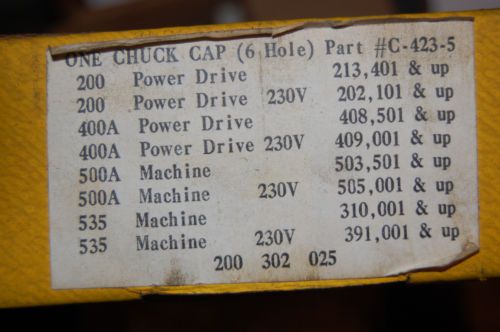 ONE CHUCK CAP (6 Hole) Part #C-423-5
200 Power Drive 213,401 & up
200 Power Drive 230V 202,101 & up
400A Power Drive 408,501 & up
400A Power Drive 230V 409,001 & up
500A Machine 503,501 & up
500A Machine 230V 505,001 & up
535 Machine 310,001 & up
535 Machine 230V 391,001 & up
200 302 025